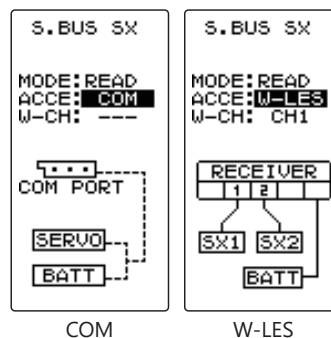 S.BUS SX
MODE:READ
ACCE: COM
W-CH: ---
COM PORT
SERVO
BATT
COM
S.BUS SX
MODE:READ
ACCE:W-LES
W-CH: CH1
RECEIVER
1 2
SX1 SX2
BATT
W-LES